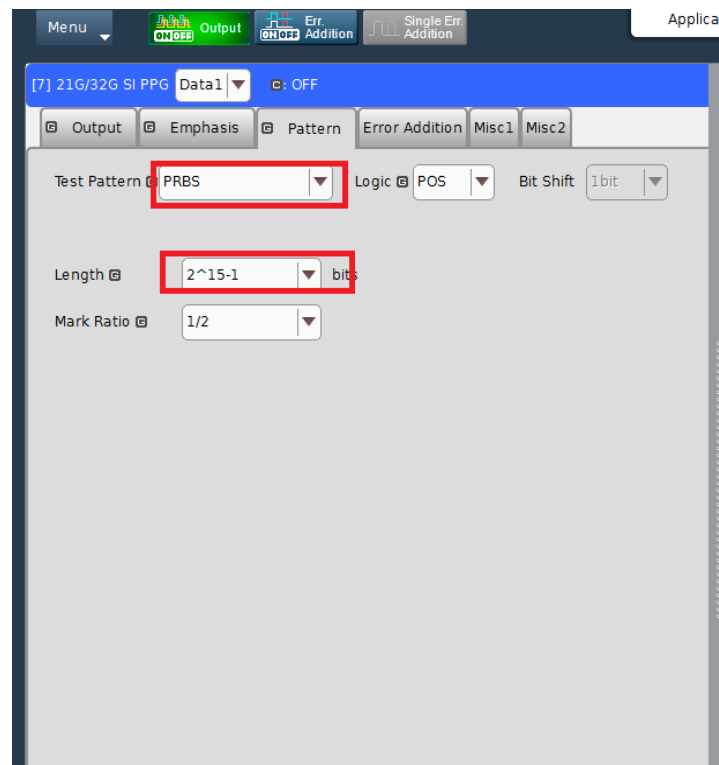 Menu
ON OFF Output
ON OFF Err. Addition
Single Err. Addition
Applica
[7] 21G/32G SI PPG Data1 C: OFF
C Output C Emphasis C Pattern Error Addition Misc1 Misc2
Test Pattern C PRBS Logic C POS Bit Shift 1bit
Length C 2^15-1 bits
Mark Ratio C 1/2